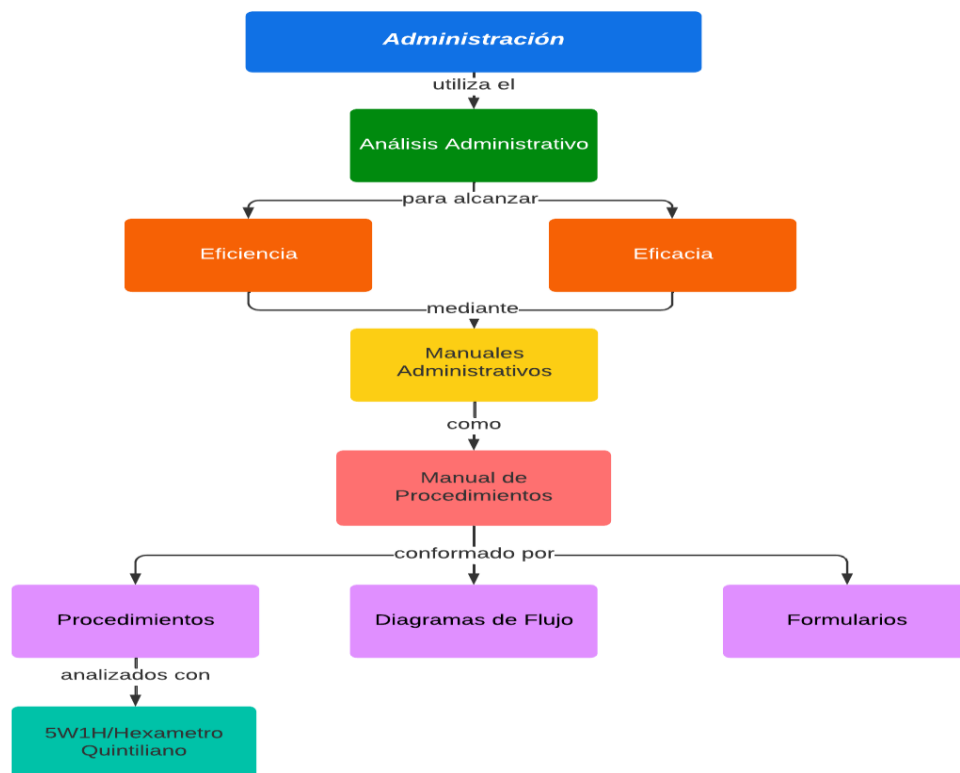 Administración
utiliza el
Análisis Administrativo
para alcanzar
Eficiencia
Eficacia
mediante
Manuales
Administrativos
como
Manual de
Procedimientos
conformado por
Procedimientos
Diagramas de Flujo
Formularios
analizados con
5W1H/Hexametro
Quintiliano